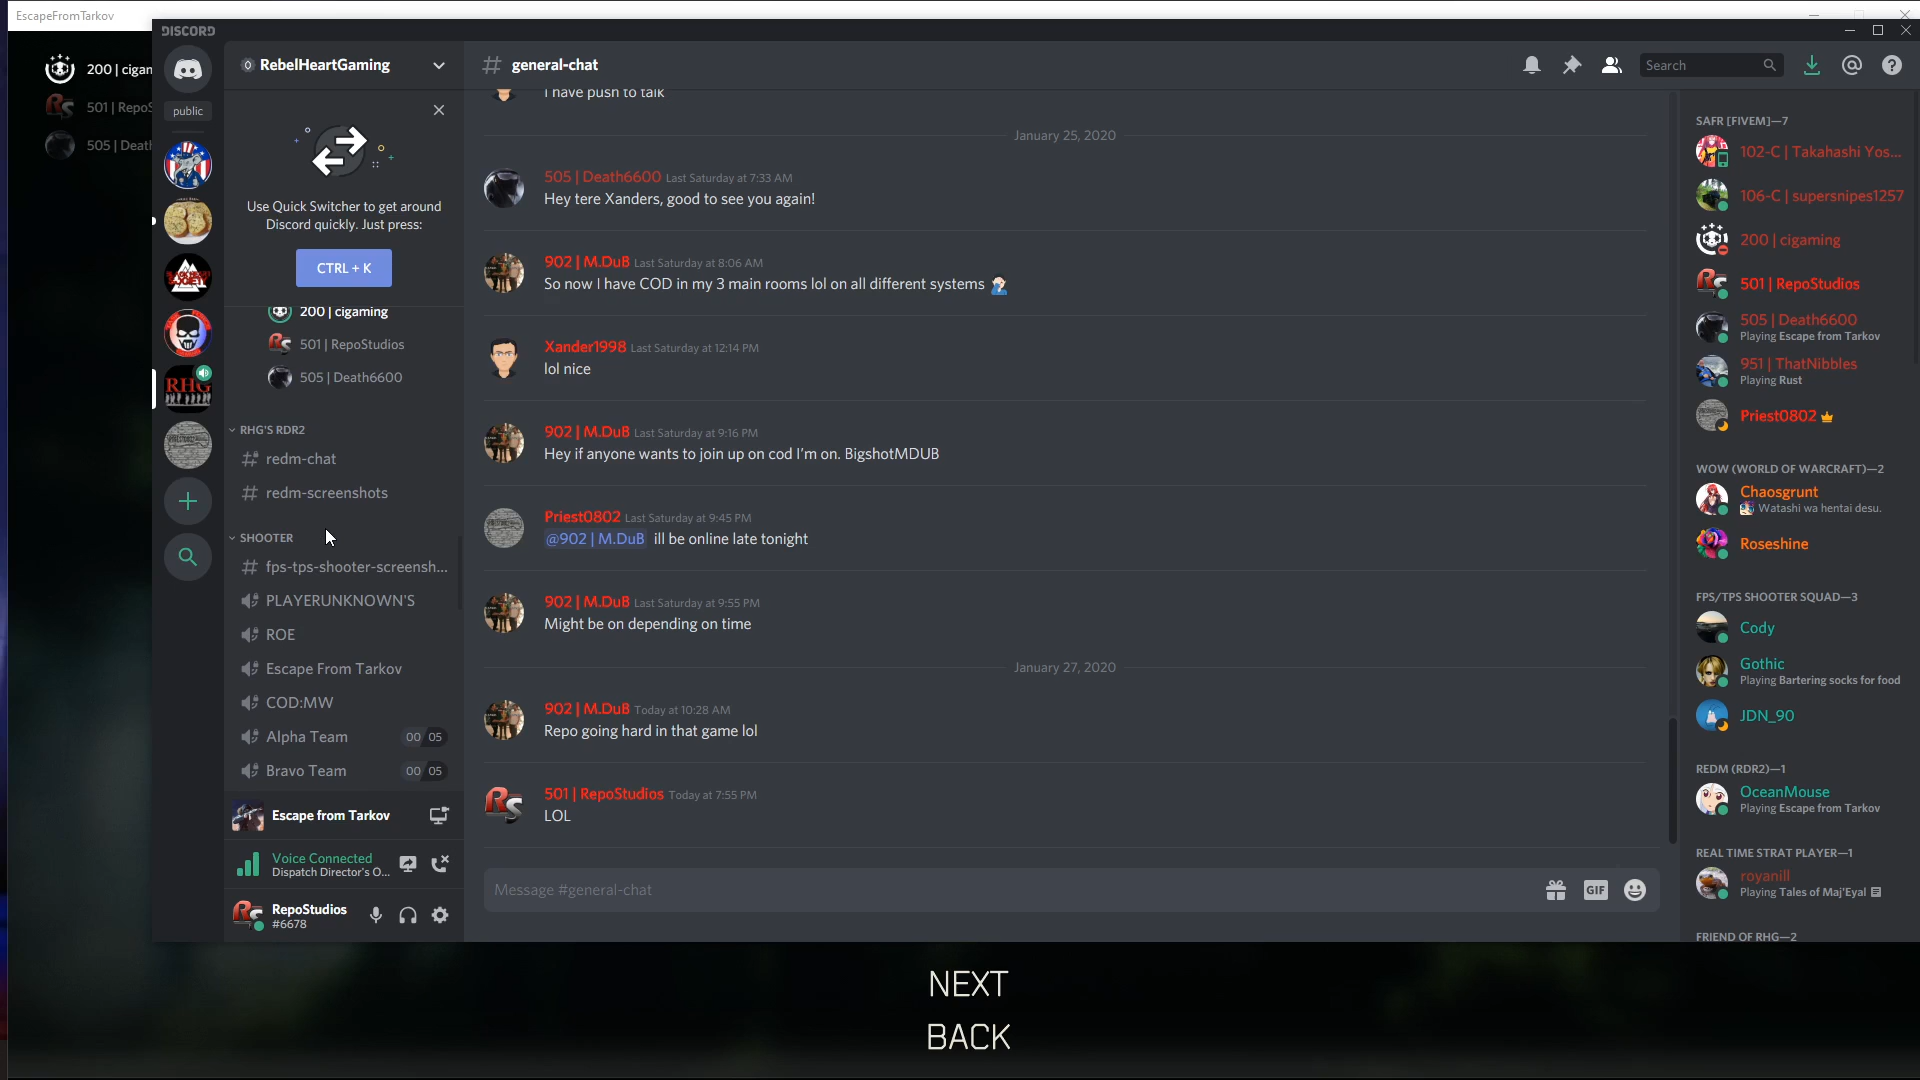 EscapeFromTarkov
DISCORD
200 | cigan
501 | RepoS
505 | Death
public
RHG
RebelHeartGaming
Use Quick Switcher to get around
Discord quickly. Just press:
CTRL + K
200 | cigaming
501 | RepoStudios
505 | Death6600
RHG'S RDR2
# redm-chat
# redm-screenshots
SHOOTER
# fps-tps-shooter-screensh...
PLAYERUNKNOWN'S
ROE
Escape From Tarkov
COD:MW
Alpha Team 00 05
Bravo Team 00 05
Escape from Tarkov
Voice Connected
Dispatch Director's O...
RepoStudios
#6678
# general-chat
Search
I have push to talk
January 25, 2020
505 | Death6600 Last Saturday at 7:33 AM
Hey tere Xanders, good to see you again!
902 | M.DuB Last Saturday at 8:06 AM
So now I have COD in my 3 main rooms lol on all different systems
Xander1998 Last Saturday at 12:14 PM
lol nice
902 | M.DuB Last Saturday at 9:16 PM
Hey if anyone wants to join up on cod I'm on. BigshotMDUB
Priest0802 Last Saturday at 9:45 PM
@902 | M.DuB ill be online late tonight
902 | M.DuB Last Saturday at 9:55 PM
Might be on depending on time
January 27, 2020
902 | M.DuB Today at 10:28 AM
Repo going hard in that game lol
501 | RepoStudios Today at 7:55 PM
LOL
Message #general-chat
GIF
SAFR [FIVEM]—7
102-C | Takahashi Yos...
106-C | supersnipes1257
200 | cigaming
501 | RepoStudios
505 | Death6600
Playing Escape from Tarkov
951 | ThatNibbles
Playing Rust
Priest0802
WOW (WORLD OF WARCRAFT)—2
Chaosgrunt
Watashi wa hentai desu.
Roseshine
FPS/TPS SHOOTER SQUAD—3
Cody
Gothic
Playing Bartering socks for food
JDN_90
REDM (RDR2)—1
OceanMouse
Playing Escape from Tarkov
REAL TIME STRAT PLAYER—1
royanill
Playing Tales of Maj'Eyal
FRIEND OF RHG—2
NEXT
BACK